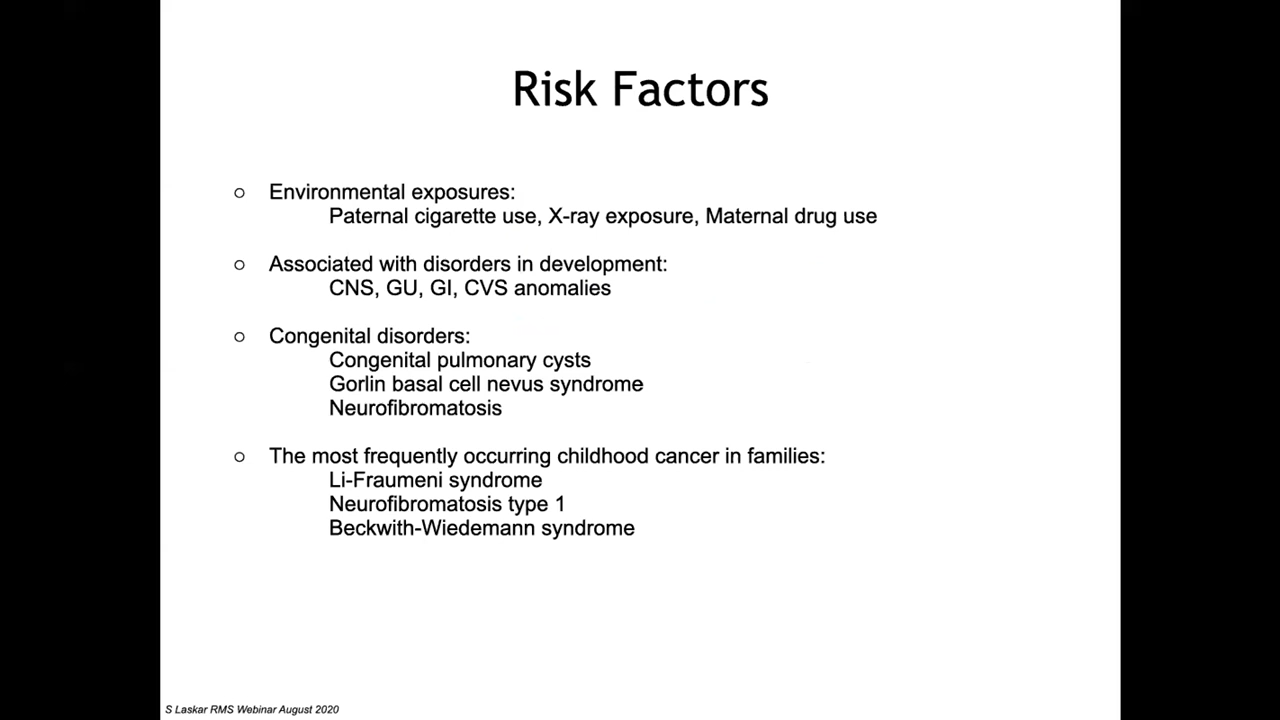 Risk Factors
○ Environmental exposures:
Paternal cigarette use, X-ray exposure, Maternal drug use
○ Associated with disorders in development:
CNS, GU, GI, CVS anomalies
○ Congenital disorders:
Congenital pulmonary cysts
Gorlin basal cell nevus syndrome
Neurofibromatosis
○ The most frequently occurring childhood cancer in families:
Li-Fraumeni syndrome
Neurofibromatosis type 1
Beckwith-Wiedemann syndrome
S Laskar RMS Webinar August 2020